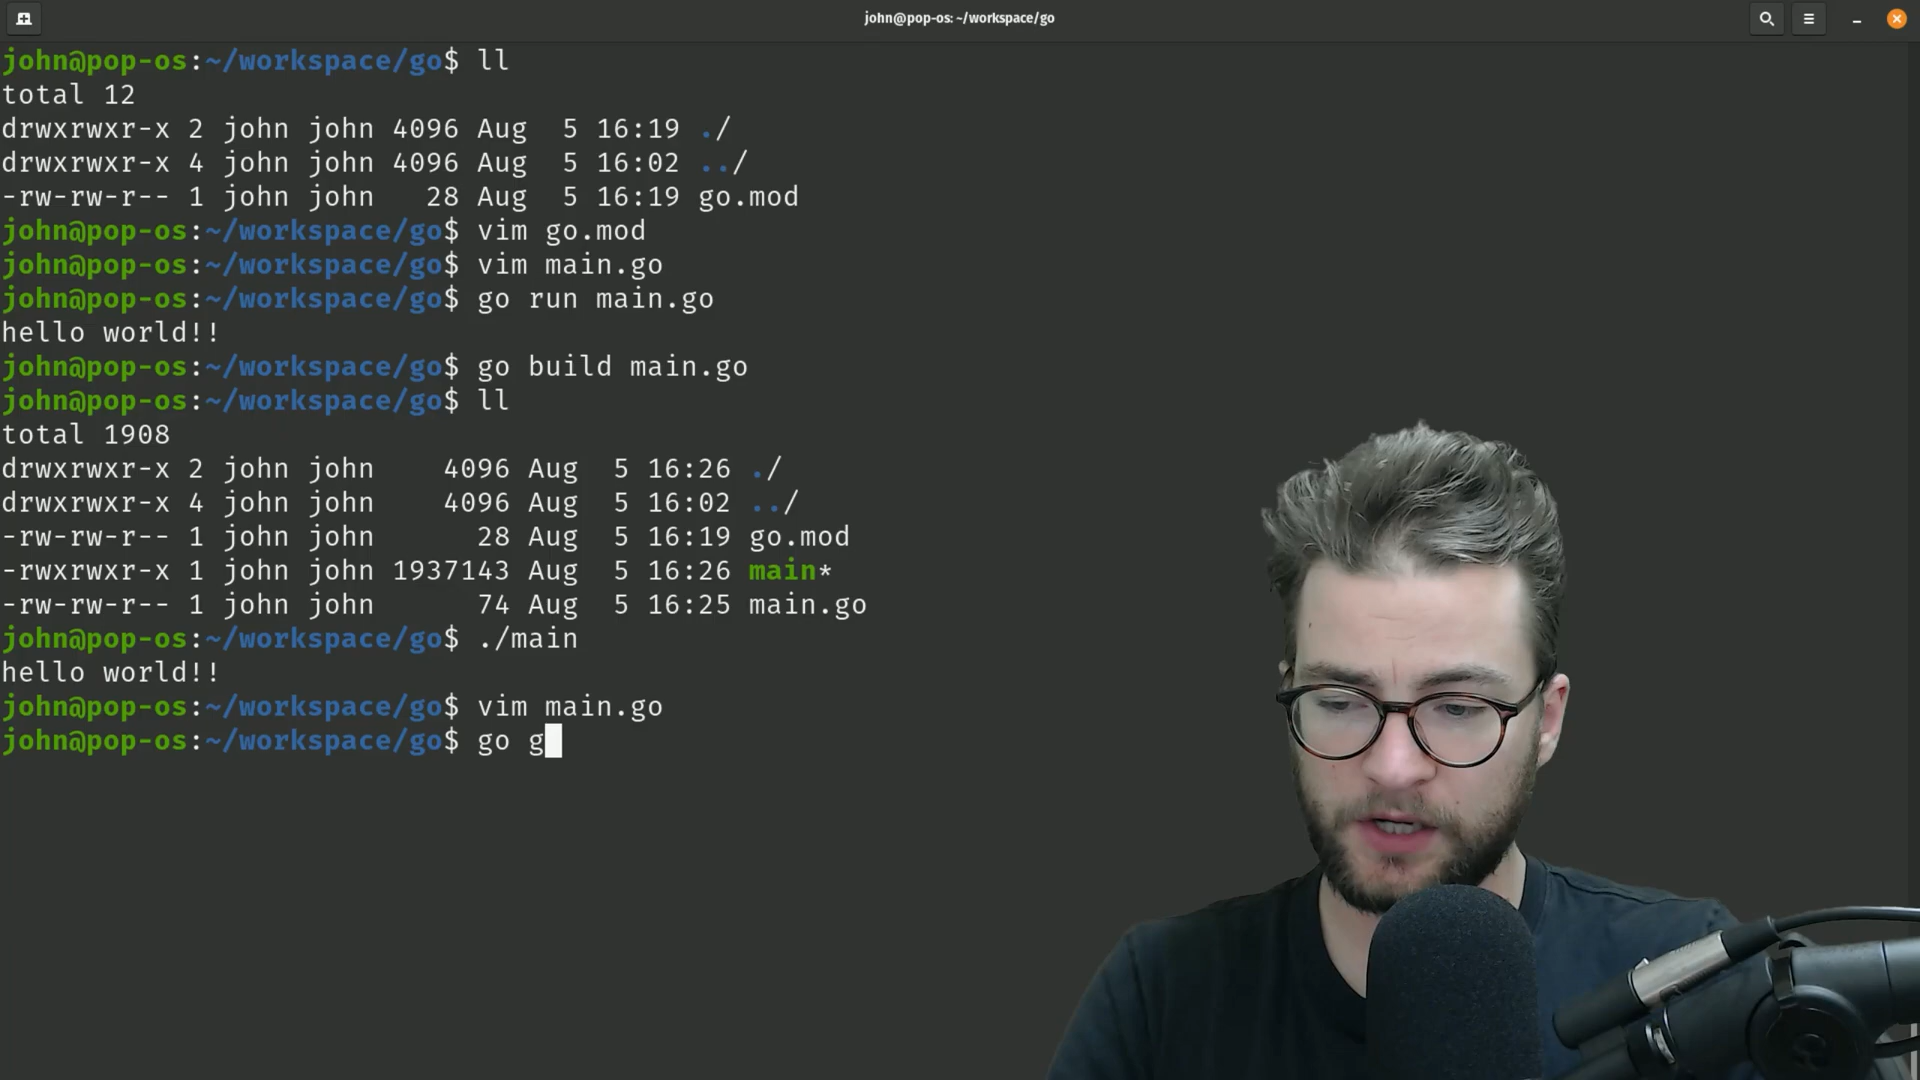 john@pop-os: ~/workspace/go
john@pop-os:~/workspace/go$ ll
total 12
drwxrwxr-x 2 john john 4096 Aug  5 16:19 ./
drwxrwxr-x 4 john john 4096 Aug  5 16:02 ../
-rw-rw-r-- 1 john john   28 Aug  5 16:19 go.mod
john@pop-os:~/workspace/go$ vim go.mod
john@pop-os:~/workspace/go$ vim main.go
john@pop-os:~/workspace/go$ go run main.go
hello world!!
john@pop-os:~/workspace/go$ go build main.go
john@pop-os:~/workspace/go$ ll
total 1908
drwxrwxr-x 2 john john    4096 Aug  5 16:26 ./
drwxrwxr-x 4 john john    4096 Aug  5 16:02 ../
-rw-rw-r-- 1 john john      28 Aug  5 16:19 go.mod
-rwxrwxr-x 1 john john 1937143 Aug  5 16:26 main*
-rw-rw-r-- 1 john john      74 Aug  5 16:25 main.go
john@pop-os:~/workspace/go$ ./main
hello world!!
john@pop-os:~/workspace/go$ vim main.go
john@pop-os:~/workspace/go$ go g